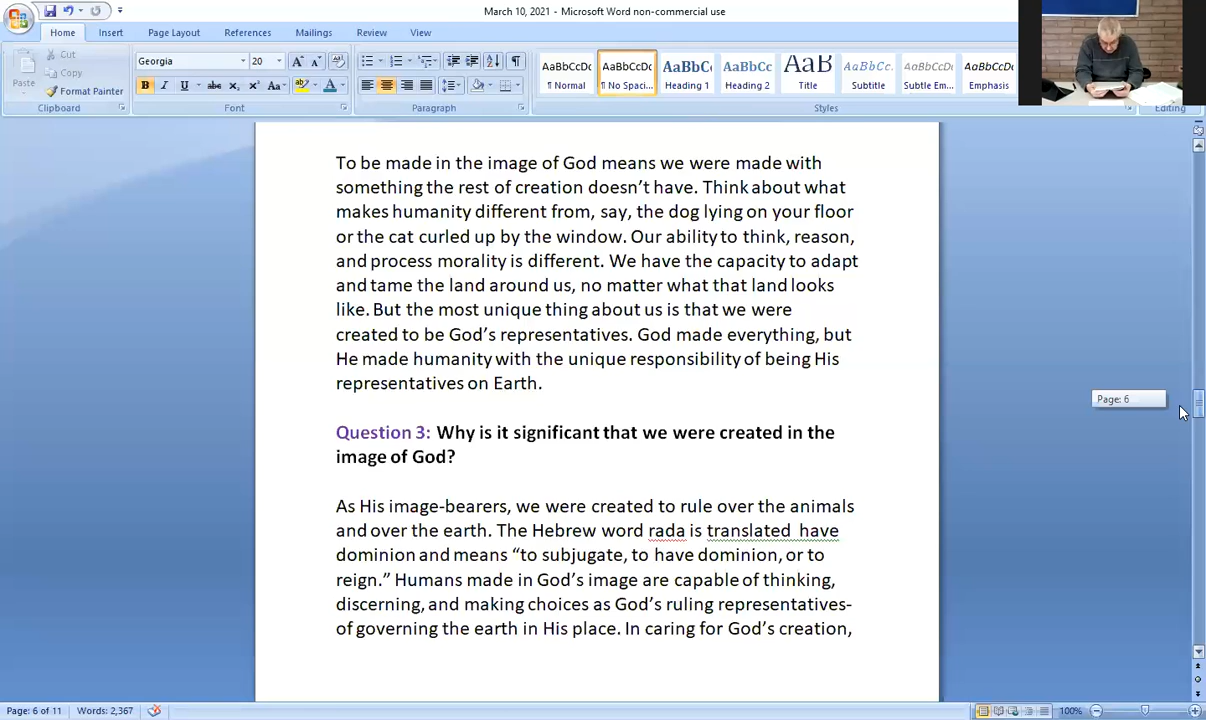 March 10, 2021 - Microsoft Word non-commercial use
Home Insert Page Layout References Mailings Review View
Cut
Copy
Paste
Format Painter
Clipboard
Georgia 20
Font
Paragraph
AaBbCcDc AaBbCcDc AaBbC AaBbCc AaB AaBbCc AaBbCcDc AaBbCcDc
¶ Normal ¶ No Spaci... Heading 1 Heading 2 Title Subtitle Subtle Em... Emphasis
Styles
Editing
To be made in the image of God means we were made with
something the rest of creation doesn't have. Think about what
makes humanity different from, say, the dog lying on your floor
or the cat curled up by the window. Our ability to think, reason,
and process morality is different. We have the capacity to adapt
and tame the land around us, no matter what that land looks
like. But the most unique thing about us is that we were
created to be God's representatives. God made everything, but
He made humanity with the unique responsibility of being His
representatives on Earth.
Question 3: Why is it significant that we were created in the
image of God?
As His image-bearers, we were created to rule over the animals
and over the earth. The Hebrew word rada is translated have
dominion and means “to subjugate, to have dominion, or to
reign.” Humans made in God's image are capable of thinking,
discerning, and making choices as God's ruling representatives-
of governing the earth in His place. In caring for God's creation,
Page: 6
Page: 6 of 11 Words: 2,367 100%